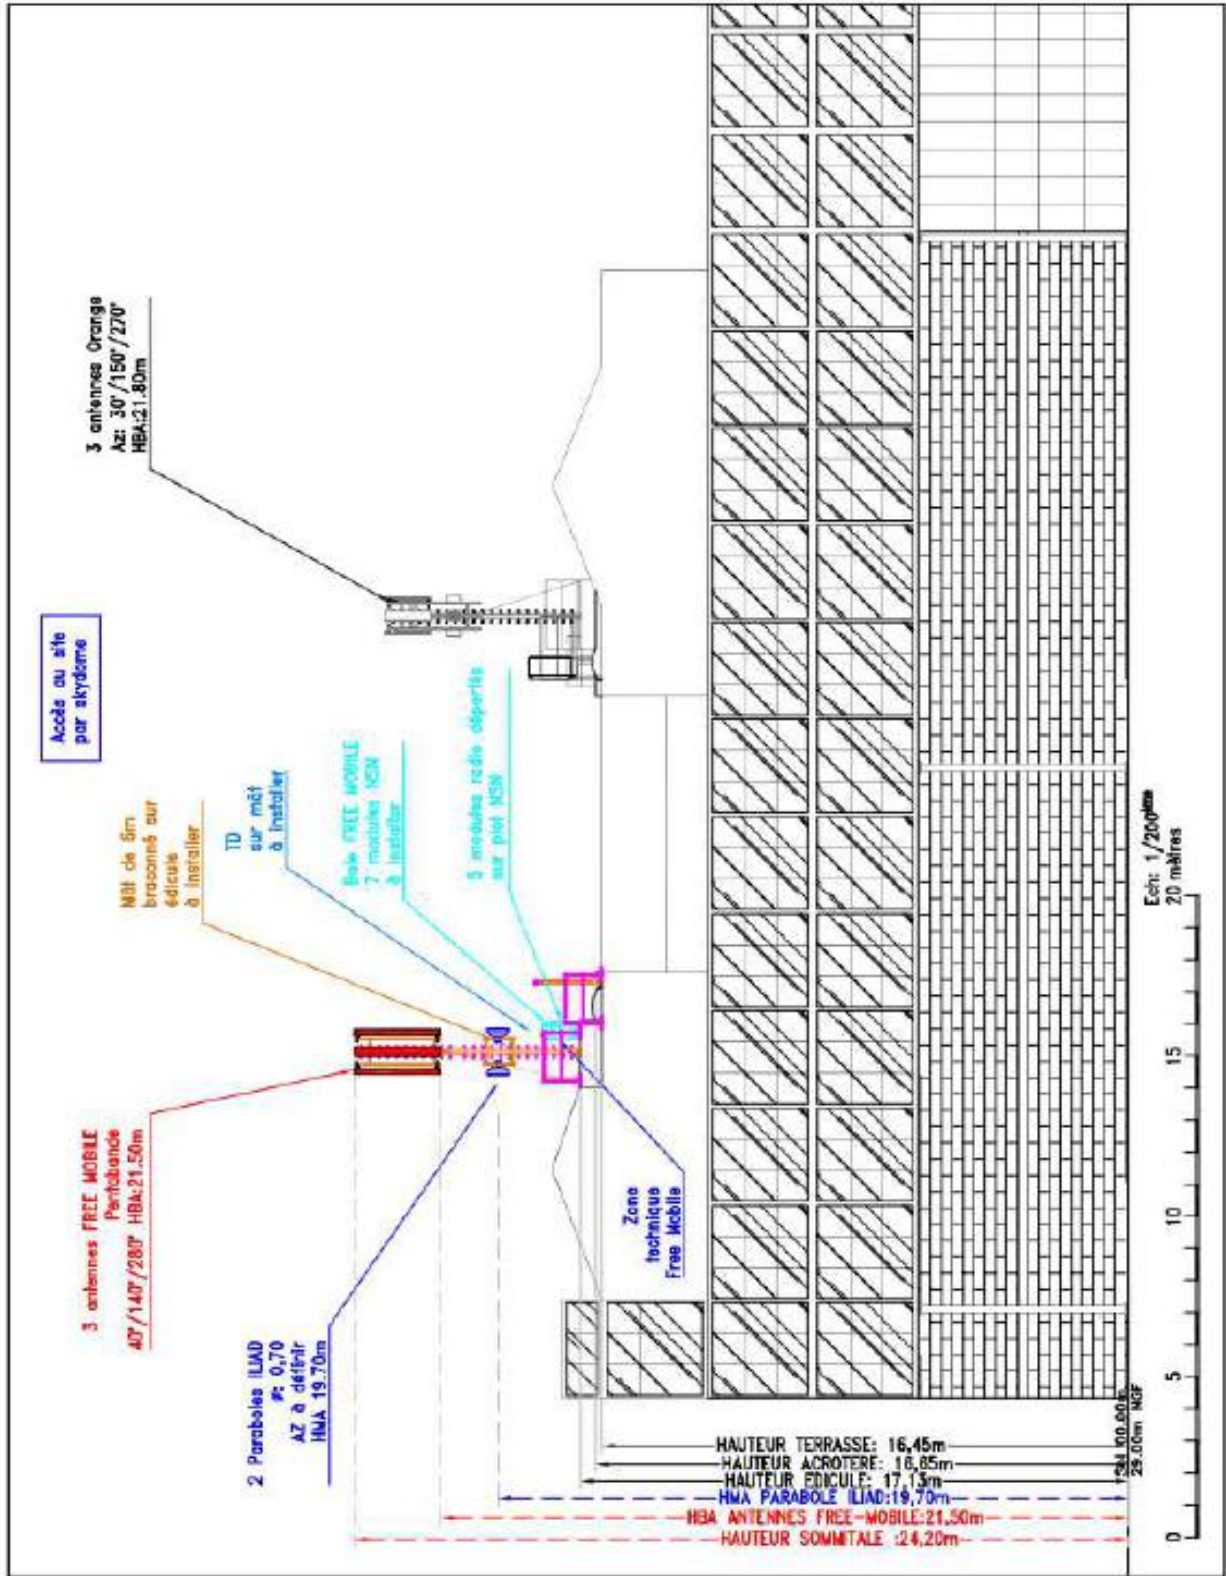 Accès au site
par skydome
3 antennes Orange
Az: 30°/150°/270°
HBA:21.80m
Mât de 6m
braconné sur
édicule
à installer
TD
sur mât
à installer
Baie FREE MOBILE
7 modules NSN
à installer
5 modules radio déportés
sur plot NSN
3 antennes FREE MOBILE
Pentabande
40°/140°/280° HBA:21.50m
2 Paraboles ILIAD
ø: 0,70
AZ à définir
HMA 19.70m
Zone
technique
Free Mobile
HAUTEUR TERRASSE: 16,45m
HAUTEUR ACROTERE: 16,65m
HAUTEUR EDICULE: 17,13m
HMA PARABOLE ILIAD:19,70m
HBA ANTENNES FREE-MOBILE:21,50m
HAUTEUR SOMMITALE :24,20m
29.00m NGF
Ech: 1/200
20 mètres
0
5
10
15